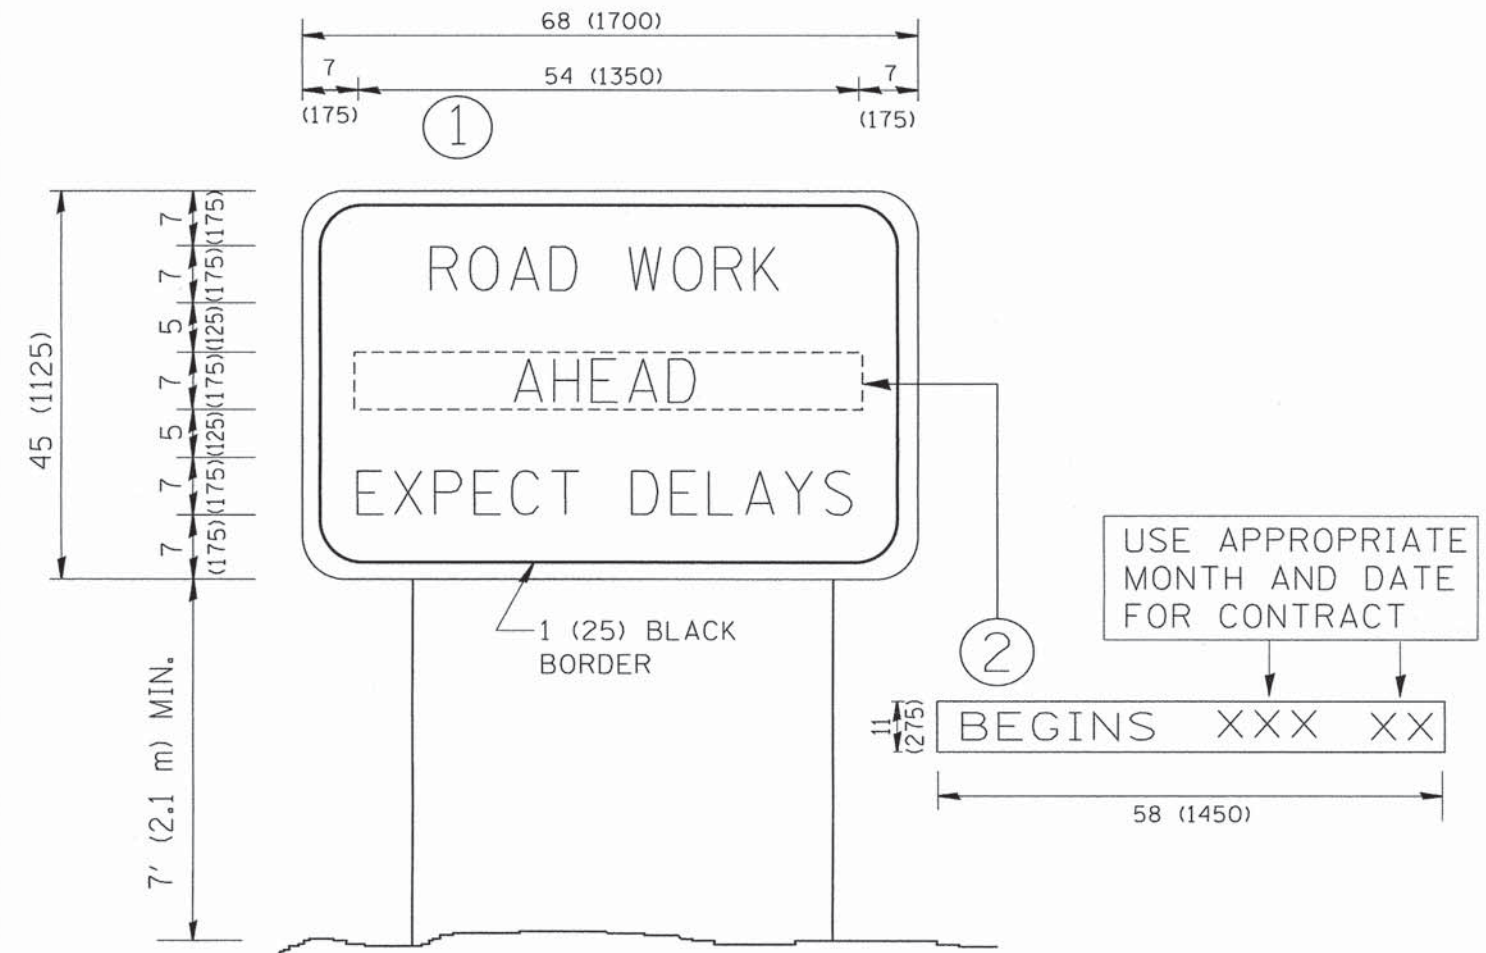 68 (1700)
7
54 (1350)
7
(175)
(175)
1
45 (1125)
7
(175)
7
(175)
5
(125)
7
(175)
5
(125)
7
(175)
7
(175)
ROAD WORK
AHEAD
EXPECT DELAYS
1 (25) BLACK
BORDER
7' (2.1 m) MIN.
2
USE APPROPRIATE
MONTH AND DATE
FOR CONTRACT
11
(275)
BEGINS XXX XX
58 (1450)